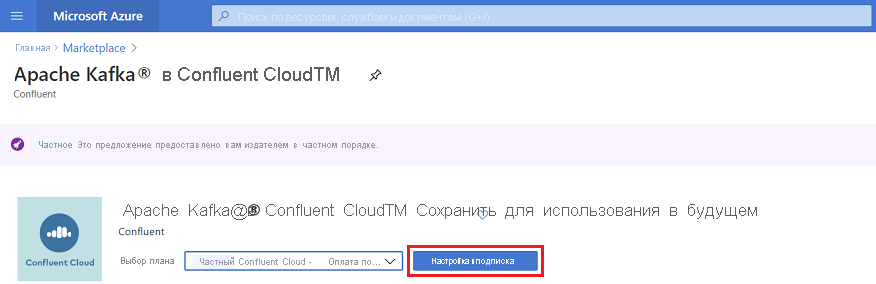 Microsoft Azure
Поиск по ресурсам, службам и документам (G+/)
Главная > Marketplace >
Apache Kafka® в Confluent CloudTM
Confluent
Частное Это предложение предоставлено вам издателем в частном порядке.
Apache Kafka@® Confluent CloudTM Сохранить для использования в будущем
Confluent
Confluent Cloud
Выбор плана Частный Confluent Cloud - Оплата по... Настройка и подписка